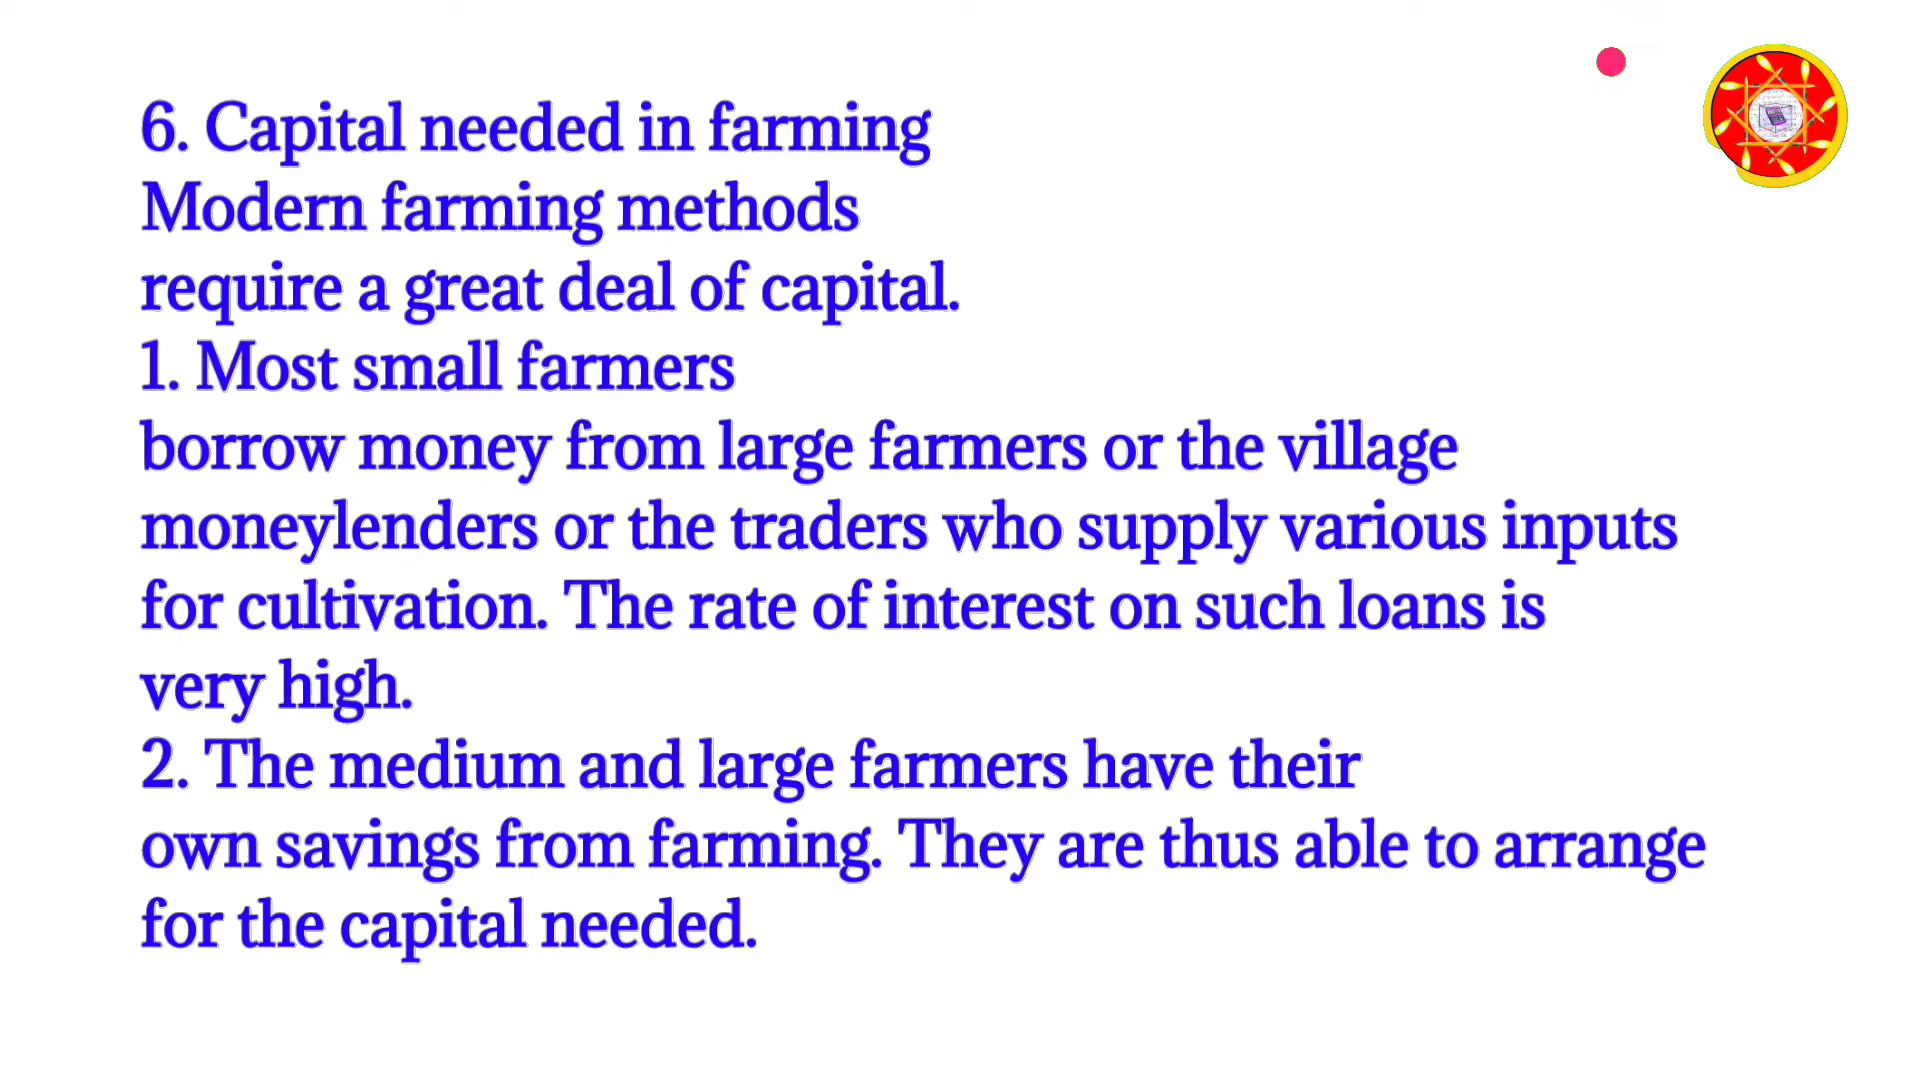 6. Capital needed in farming
Modern farming methods
require a great deal of capital.
1. Most small farmers
borrow money from large farmers or the village
moneylenders or the traders who supply various inputs
for cultivation. The rate of interest on such loans is
very high.
2. The medium and large farmers have their
own savings from farming. They are thus able to arrange
for the capital needed.